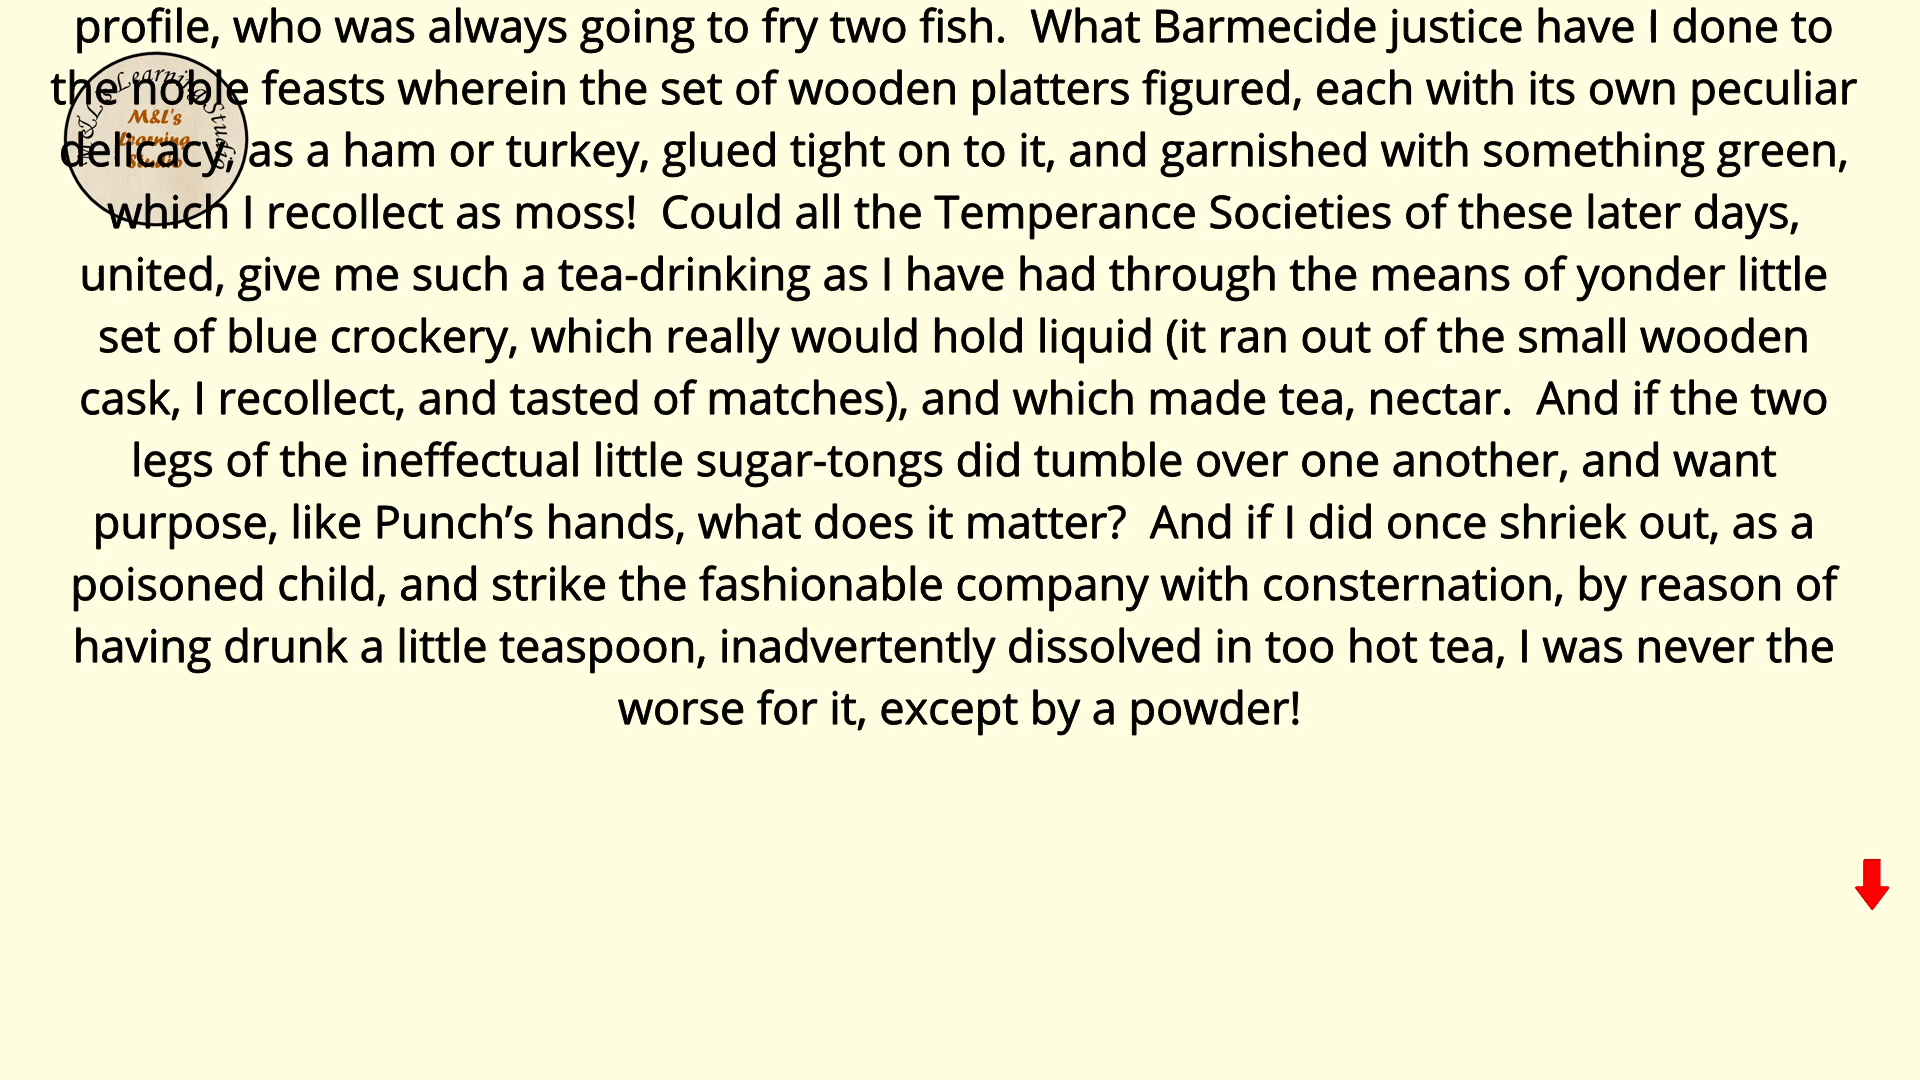 profile, who was always going to fry two fish.  What Barmecide justice have I done to
the noble feasts wherein the set of wooden platters figured, each with its own peculiar
delicacy, as a ham or turkey, glued tight on to it, and garnished with something green,
which I recollect as moss!  Could all the Temperance Societies of these later days,
united, give me such a tea-drinking as I have had through the means of yonder little
set of blue crockery, which really would hold liquid (it ran out of the small wooden
cask, I recollect, and tasted of matches), and which made tea, nectar.  And if the two
legs of the ineffectual little sugar-tongs did tumble over one another, and want
purpose, like Punch’s hands, what does it matter?  And if I did once shriek out, as a
poisoned child, and strike the fashionable company with consternation, by reason of
having drunk a little teaspoon, inadvertently dissolved in too hot tea, I was never the
worse for it, except by a powder!
M&L's Learning Studio
M&L's
Learning
Studio